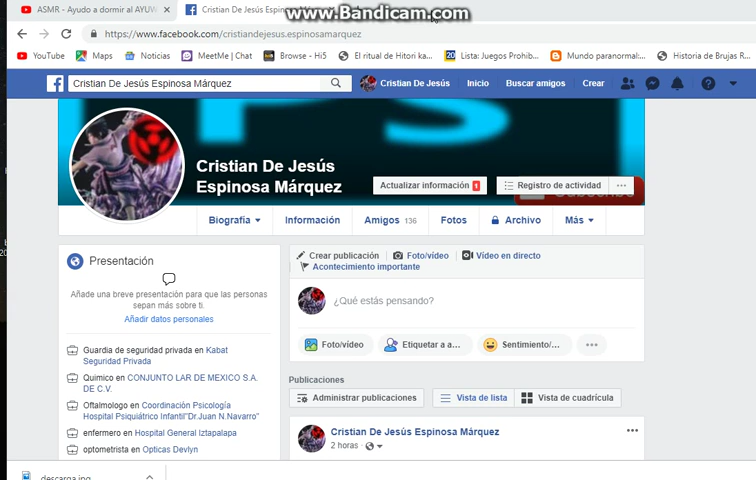 www.Bandicam.com
ASMR - Ayudo a dormir al AYUW
×
Cristian De Jesús Espinosa M
https://www.facebook.com/cristiandejesus.espinosamarquez
YouTube Maps Noticias MeetMe | Chat Browse - Hi5 El ritual de Hitori ka... Lista: Juegos Prohib... Mundo paranormal:... Historia de Brujas R...
Cristian De Jesús Espinosa Márquez
Cristian De Jesús Inicio Buscar amigos Crear
Cristian De Jesús
Espinosa Márquez
Actualizar información 1
Registro de actividad ...
Biografía Información Amigos 136 Fotos Archivo Más
Presentación
Añade una breve presentación para que las personas
sepan más sobre ti.
Añadir datos personales
Guardia de seguridad privada en Kabat
Seguridad Privada
Quimico en CONJUNTO LAR DE MEXICO S.A.
DE C.V.
Oftalmologo en Coordinación Psicología
Hospital Psiquiátrico Infantil"Dr.Juan N.Navarro"
enfermero en Hospital General Iztapalapa
optometrista en Opticas Devlyn
Crear publicación Foto/vídeo Vídeo en directo
Acontecimiento importante
¿Qué estás pensando?
Foto/vídeo Etiquetar a a... Sentimiento/... ...
Publicaciones
Administrar publicaciones Vista de lista Vista de cuadrícula
Cristian De Jesús Espinosa Márquez ...
2 horas
descarga.jpg